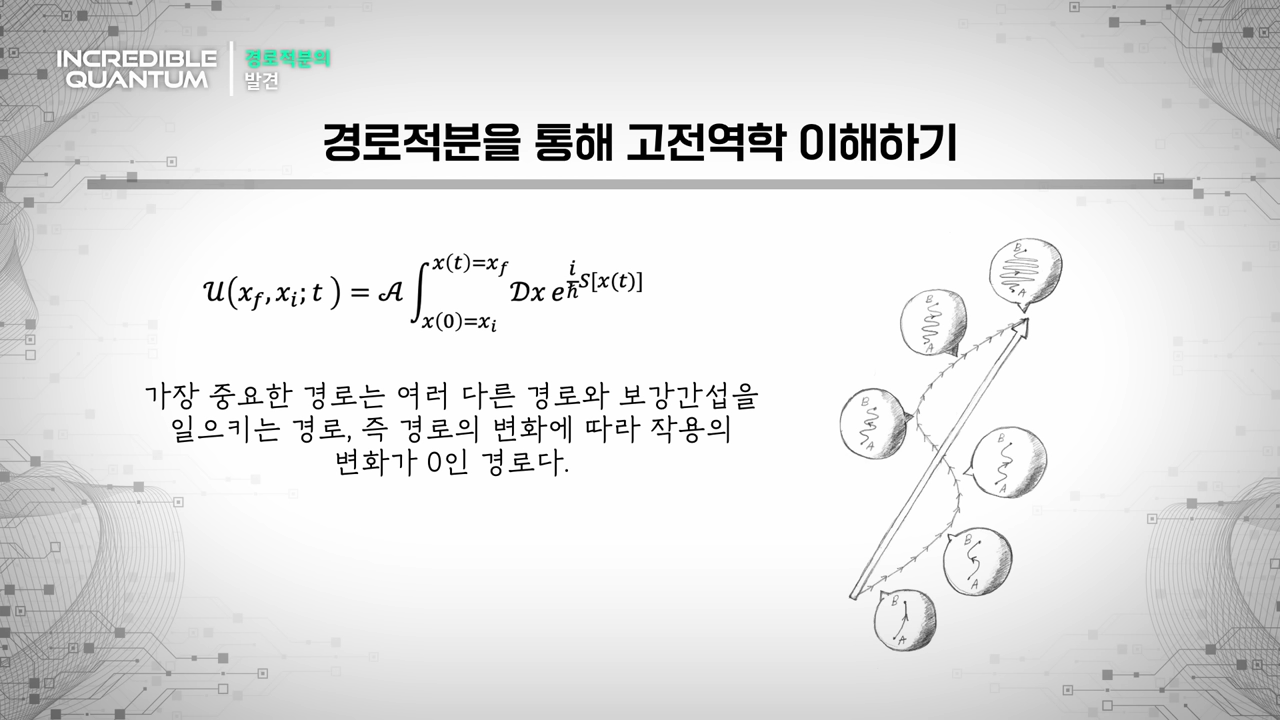 INCREDIBLE
QUANTUM
경로적분의
발견
경로적분을 통해 고전역학 이해하기
𝒰(x_f, x_i; t ) = 𝒜 ∫_{x(0)=x_i}^{x(t)=x_f} 𝒟x e^{\frac{i}{ħ}S[x(t)]}
가장 중요한 경로는 여러 다른 경로와 보강간섭을
일으키는 경로, 즉 경로의 변화에 따라 작용의
변화가 0인 경로다.
B
A
B
A
B
A
B
A
B
A
B
A